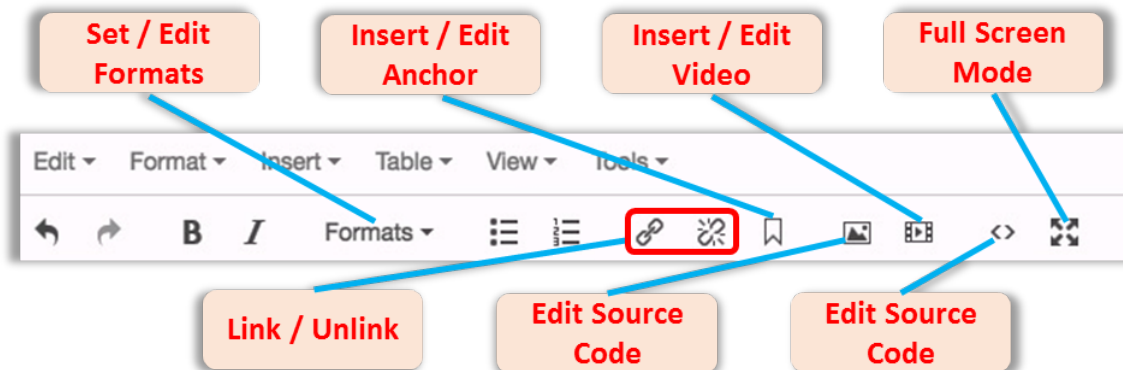 Set / Edit
Formats
Insert / Edit
Anchor
Insert / Edit
Video
Full Screen
Mode
Edit Format Insert Table View Tools
B I Formats
Link / Unlink
Edit Source
Code
Edit Source
Code